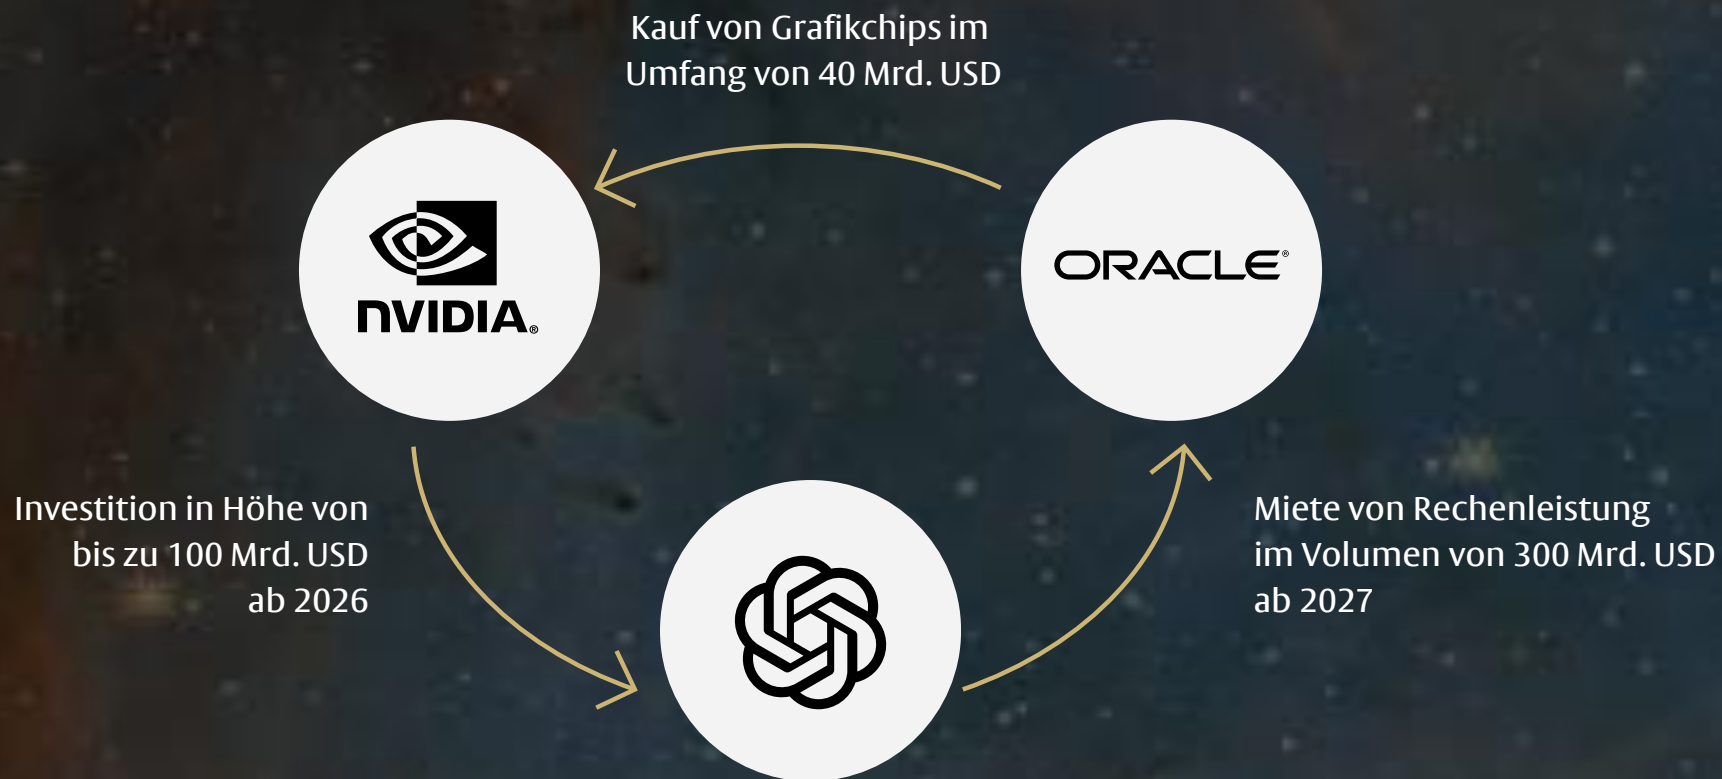 Kauf von Grafikchips im
Umfang von 40 Mrd. USD
NVIDIA®
ORACLE®
Investition in Höhe von
bis zu 100 Mrd. USD
ab 2026
Miete von Rechenleistung
im Volumen von 300 Mrd. USD
ab 2027